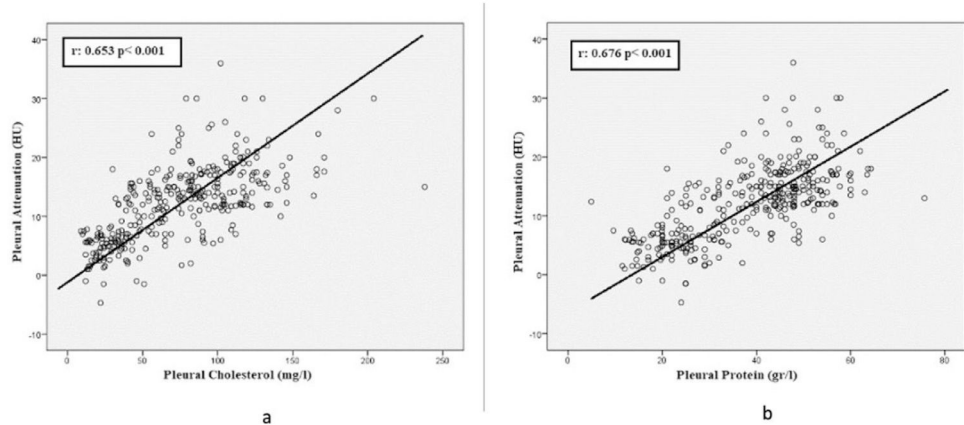 r: 0.653 p< 0.001
Pleural Attenuation (HU)
40
30
20
10
0
-10
0 50 100 150 200 250
Pleural Cholesterol (mg/l)
a
r: 0.676 p< 0.001
Pleural Attenuation (HU)
40
30
20
10
0
-10
0 20 40 60 80
Pleural Protein (gr/l)
b